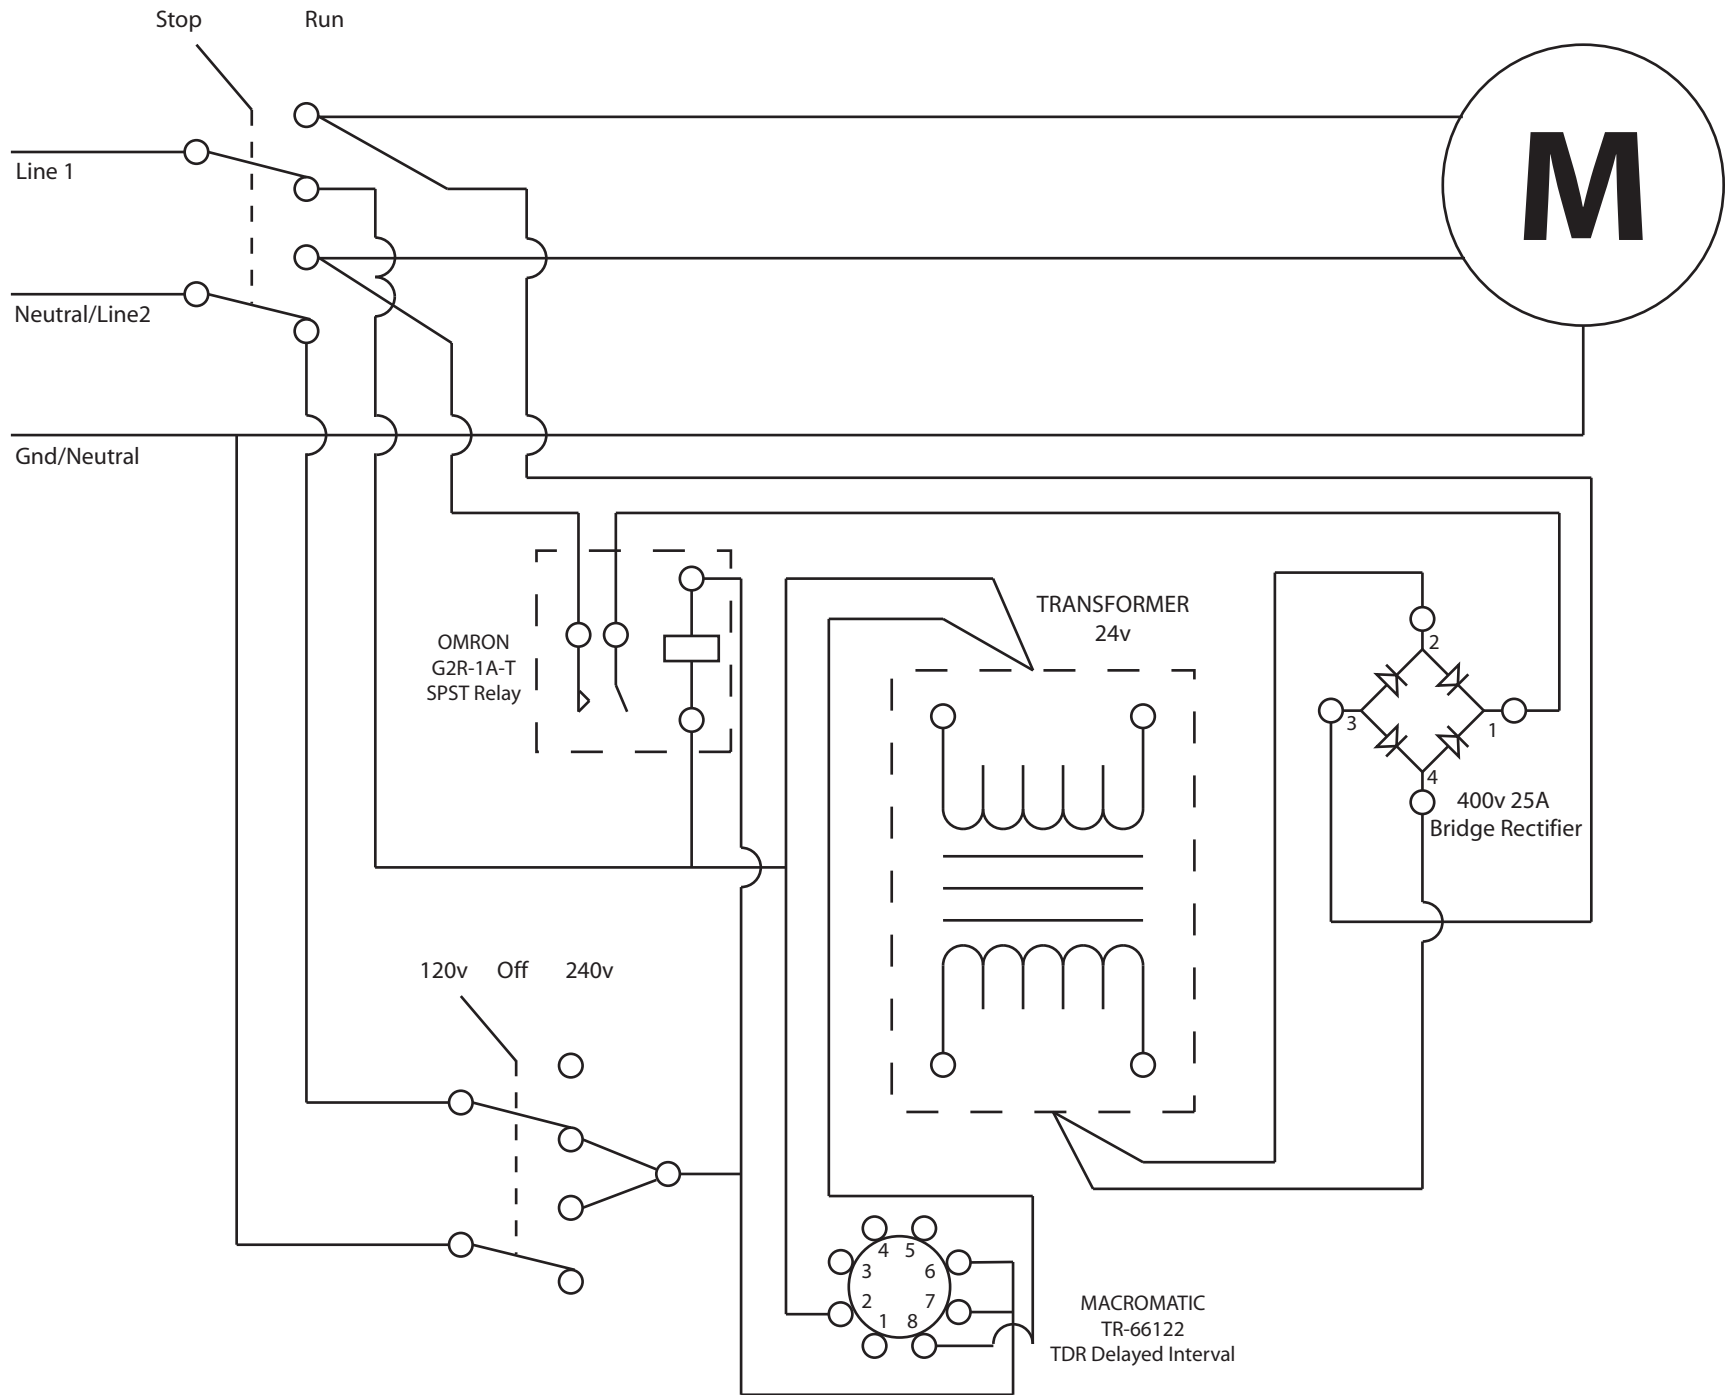 Stop
Run
M
Line 1
Neutral/Line2
Gnd/Neutral
TRANSFORMER
24v
OMRON
G2R-1A-T
SPST Relay
2
3
1
4
400v 25A
Bridge Rectifier
120v
Off
240v
4
5
3
6
2
7
1
8
MACROMATIC
TR-66122
TDR Delayed Interval